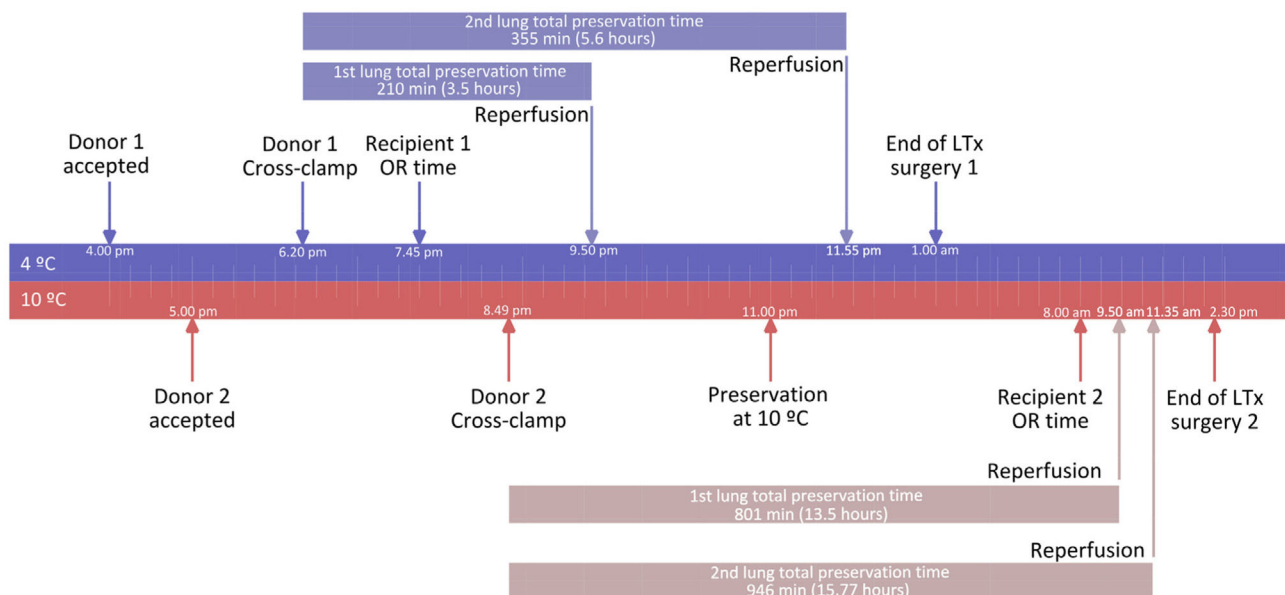 2nd lung total preservation time
355 min (5.6 hours)
Reperfusion
1st lung total preservation time
210 min (3.5 hours)
Reperfusion
Donor 1
accepted
Donor 1
Cross-clamp
Recipient 1
OR time
End of LTx
surgery 1
4.00 pm
6.20 pm
7.45 pm
9.50 pm
11.55 pm
1.00 am
4 ºC
10 ºC
5.00 pm
8.49 pm
11.00 pm
8.00 am
9.50 am
11.35 am
2.30 pm
Donor 2
accepted
Donor 2
Cross-clamp
Preservation
at 10 ºC
Recipient 2
OR time
End of LTx
surgery 2
Reperfusion
1st lung total preservation time
801 min (13.5 hours)
Reperfusion
2nd lung total preservation time
946 min (15.77 hours)